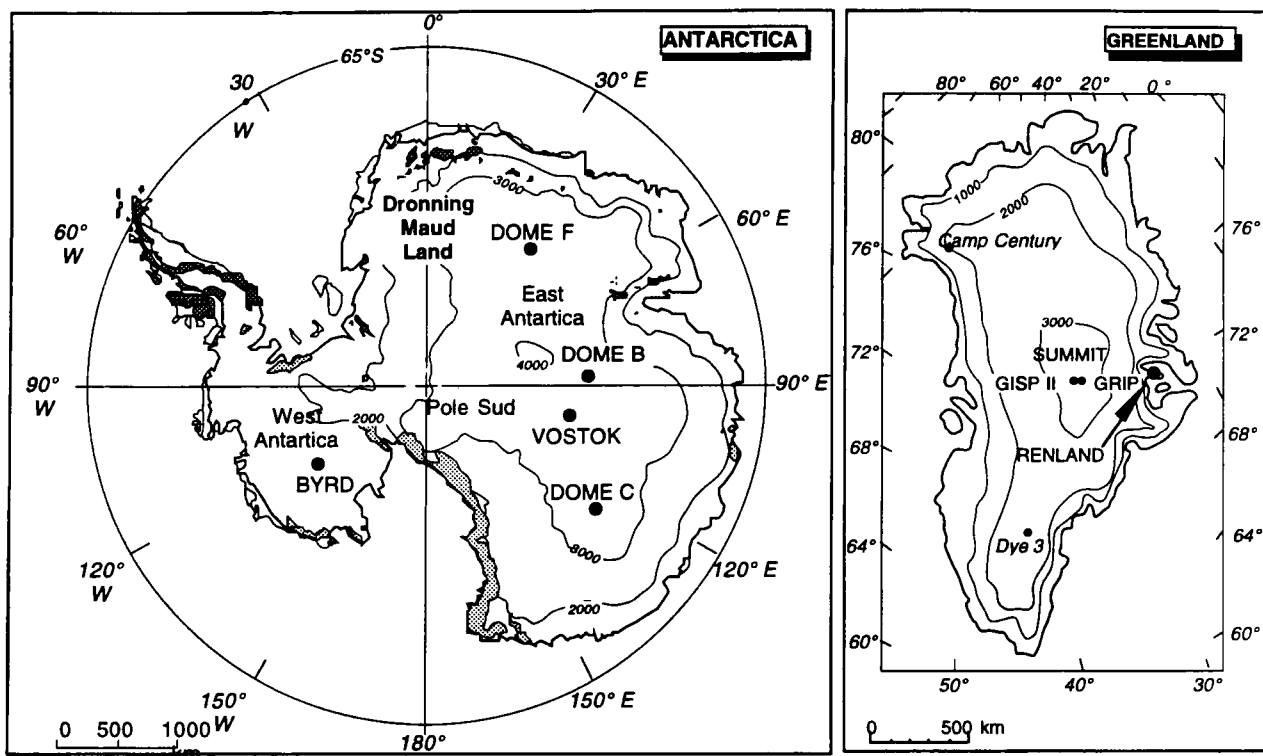 ANTARCTICA
0°
65°S
30
W
30° E
60°
W
60° E
3000
Dronning
Maud
Land
DOME F
East
Antartica
DOME B
4000
90°
W
90° E
2000
Pole Sud
West
Antartica
VOSTOK
BYRD
DOME C
8000
120°
W
120° E
2000
150°
W
150° E
180°
0 500 1000
GREENLAND
80° 60° 40° 20° 0°
80°
1000
2000
76°
76°
Camp Century
3000
72°
72°
SUMMIT
GISP II
GRIP
68°
68°
RENLAND
64°
64°
Dye 3
60°
60°
50° 40° 30°
0 500 km